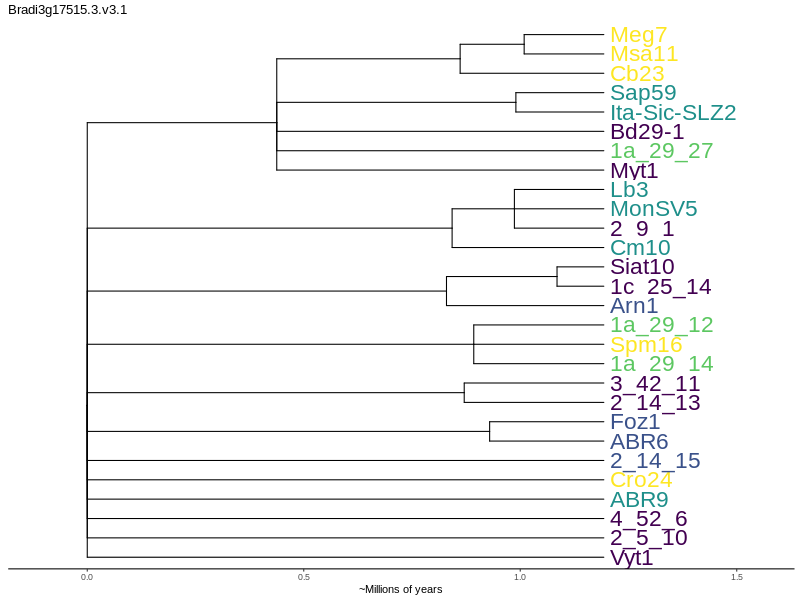 Bradi3g17515.3.v3.1
Meg7
Msa11
Cb23
Sap59
Ita-Sic-SLZ2
Bd29-1
1a_29_27
Myt1
Lb3
MonSV5
2_9_1
Cm10
Siat10
1c_25_14
Arn1
1a_29_12
Spm16
1a_29_14
3_42_11
2_14_13
Foz1
ABR6
2_14_15
Cro24
ABR9
4_52_6
2_5_10
Vyt1
0.0 0.5 1.0 1.5
~Millions of years